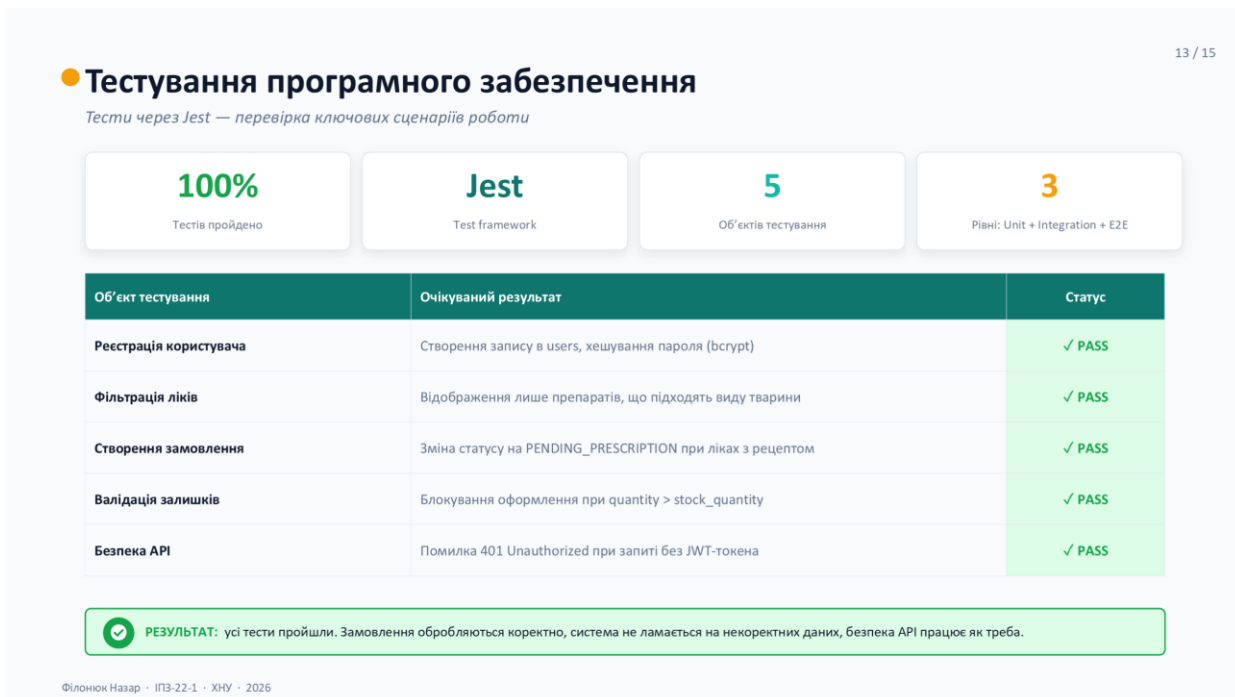 13 / 15
Тестування програмного забезпечення
Тести через Jest — перевірка ключових сценаріїв роботи
100%
Тестів пройдено
Jest
Test framework
5
Об’єктів тестування
3
Рівні: Unit + Integration + E2E
Об’єкт тестування Очікуваний результат Статус
Реєстрація користувача Створення запису в users, хешування пароля (bcrypt) ✓ PASS
Фільтрація ліків Відображення лише препаратів, що підходять виду тварини ✓ PASS
Створення замовлення Зміна статусу на PENDING_PRESCRIPTION при ліках з рецептом ✓ PASS
Валідація залишків Блокування оформлення при quantity > stock_quantity ✓ PASS
Безпека API Помилка 401 Unauthorized при запиті без JWT-токена ✓ PASS
РЕЗУЛЬТАТ: усі тести пройшли. Замовлення обробляються коректно, система не ламається на некоректних даних, безпека API працює як треба.
Філонюк Назар · ІПЗ-22-1 · ХНУ · 2026